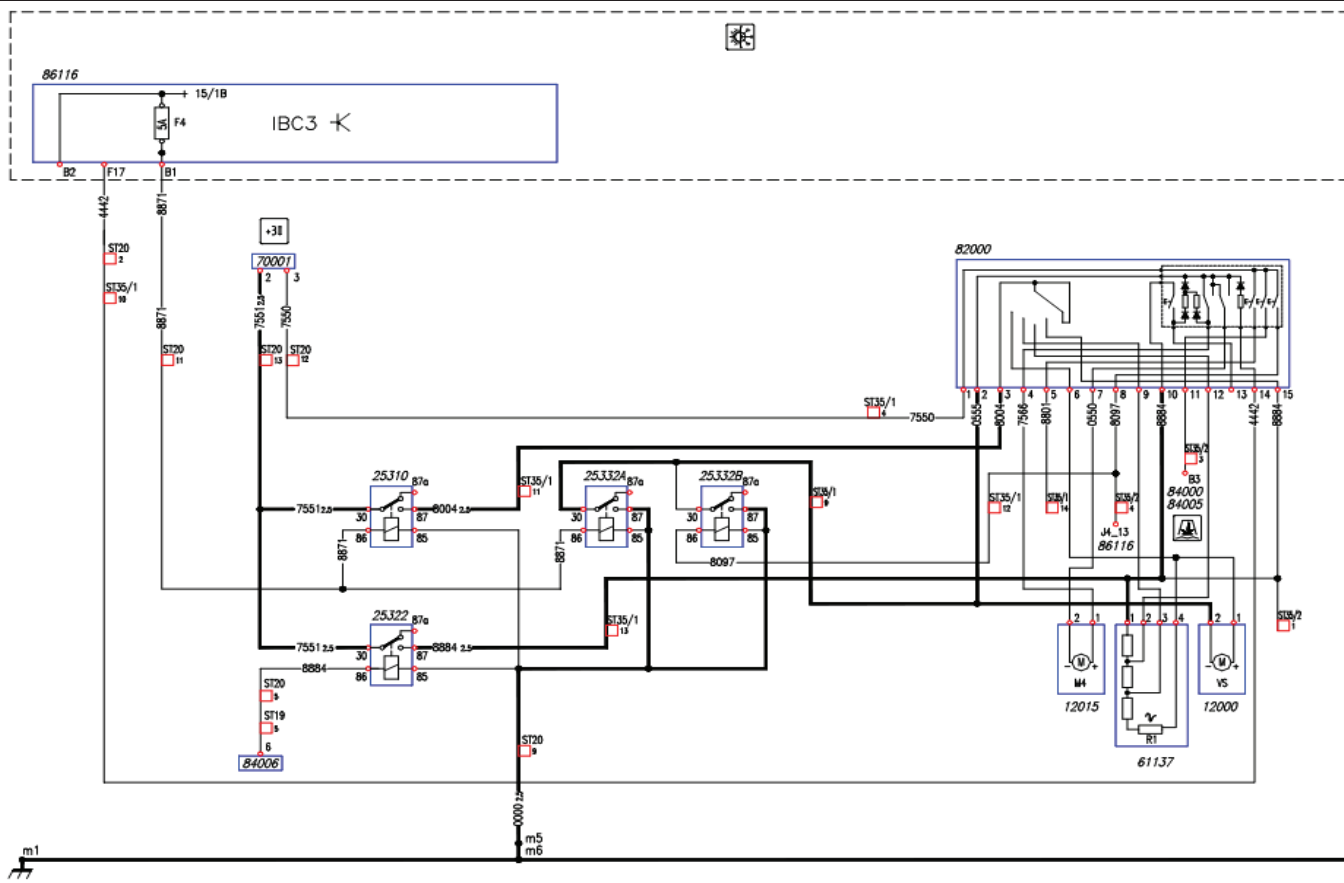 86116
15/1B
5A F4
IBC3
B2 F17 B1
4442
8871
ST20
2
ST35/1
10
+30
70001
2 3
7551 2.5
7550
8871
ST20
11
ST20
13
ST20
12
82000
1 2 3 4 5 6 7 8 9 10 11 12 13 14 15
0555
8004
7566
8801
0550
8097
8884
4442
8884
ST35/1
4
7550
25310
87a
7551 2.5
30 87
8004 2.5
86 85
8871
ST35/1
11
25332A
87a
30 87
86 85
8871
25332B
87a
30 87
86 85
8097
ST35/1
9
ST35/1
12
ST35/1
14
ST35/2
4
ST35/2
3
B3
84000
84005
J4_13
86116
25322
87a
7551 2.5
30 87
8884 2.5
8884
86 85
ST35/1
13
ST35/2
1
ST20
5
ST19
5
6
84006
ST20
9
0000 2.5
2 1
- M +
M4
12015
1 2 3 4
R1
61137
2 1
- M +
VS
12000
m5
m6
m1